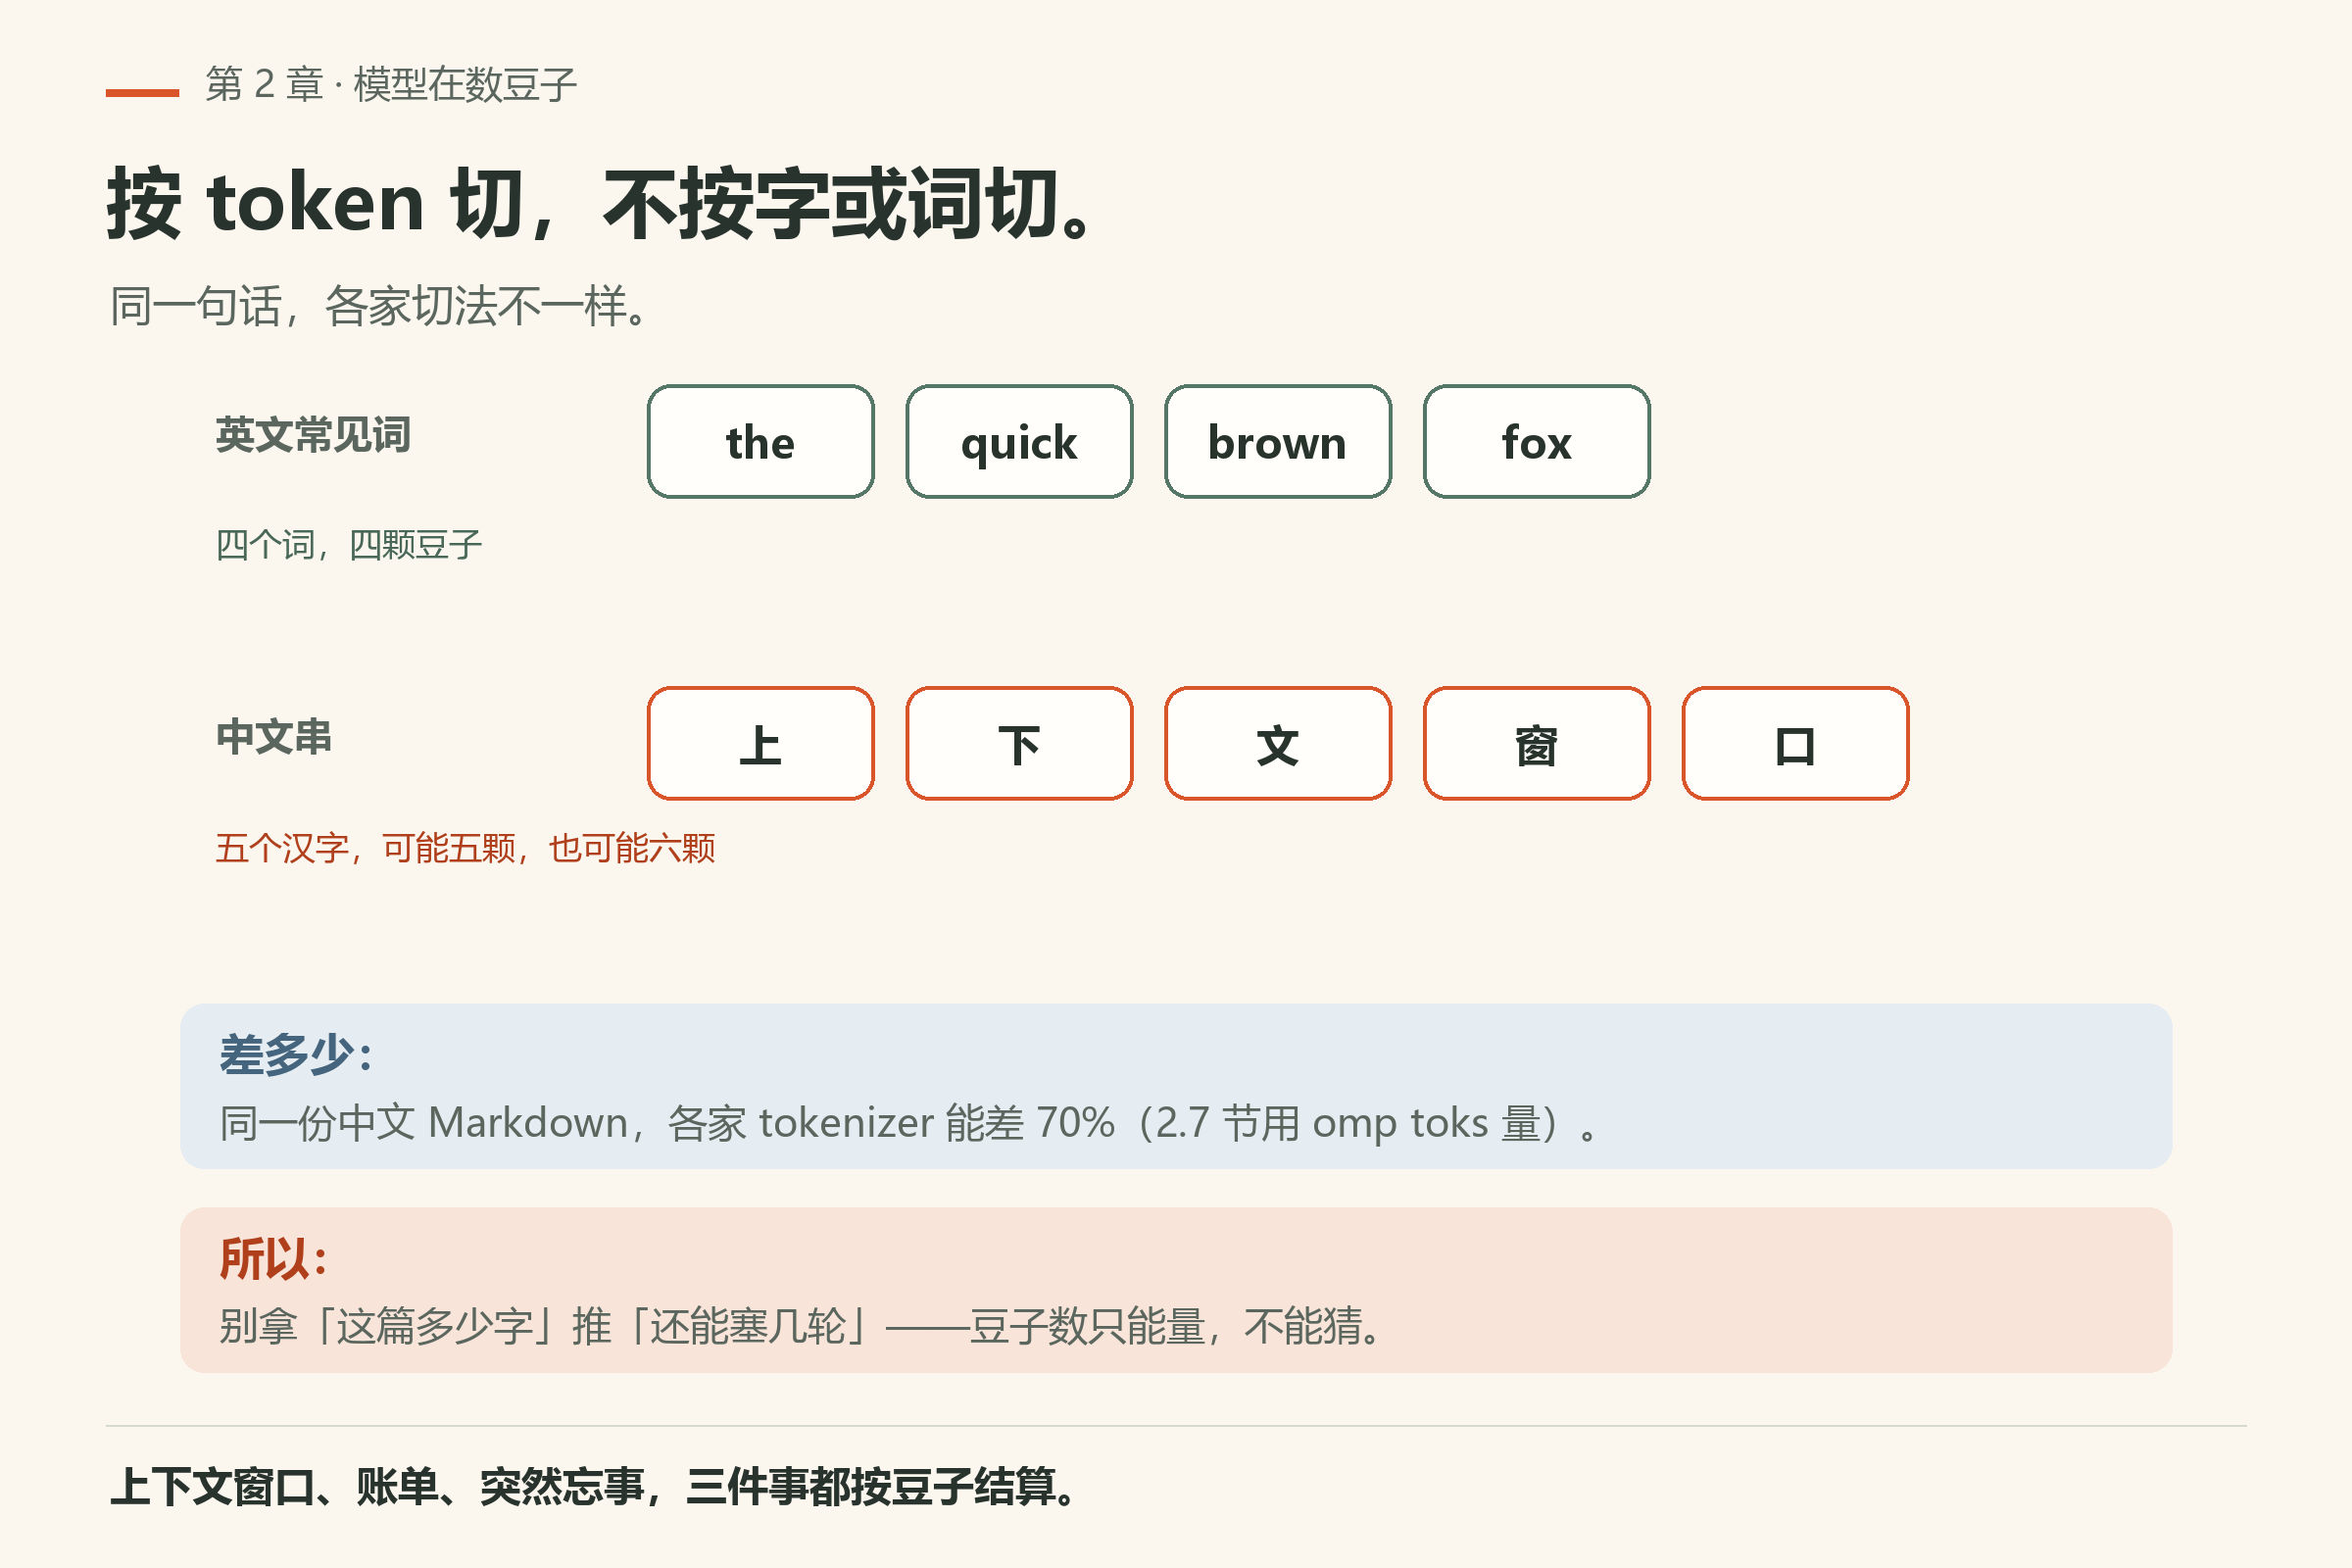 第 2 章 · 模型在数豆子
按 token 切，不按字或词切。
同一句话，各家切法不一样。
英文常见词
the quick brown fox
四个词，四颗豆子
中文串
上 下 文 窗 口
五个汉字，可能五颗，也可能六颗
差多少：
同一份中文 Markdown，各家 tokenizer 能差 70%（2.7 节用 omp toks 量）。
所以：
别拿「这篇多少字」推「还能塞几轮」——豆子数只能量，不能猜。
上下文窗口、账单、突然忘事，三件事都按豆子结算。